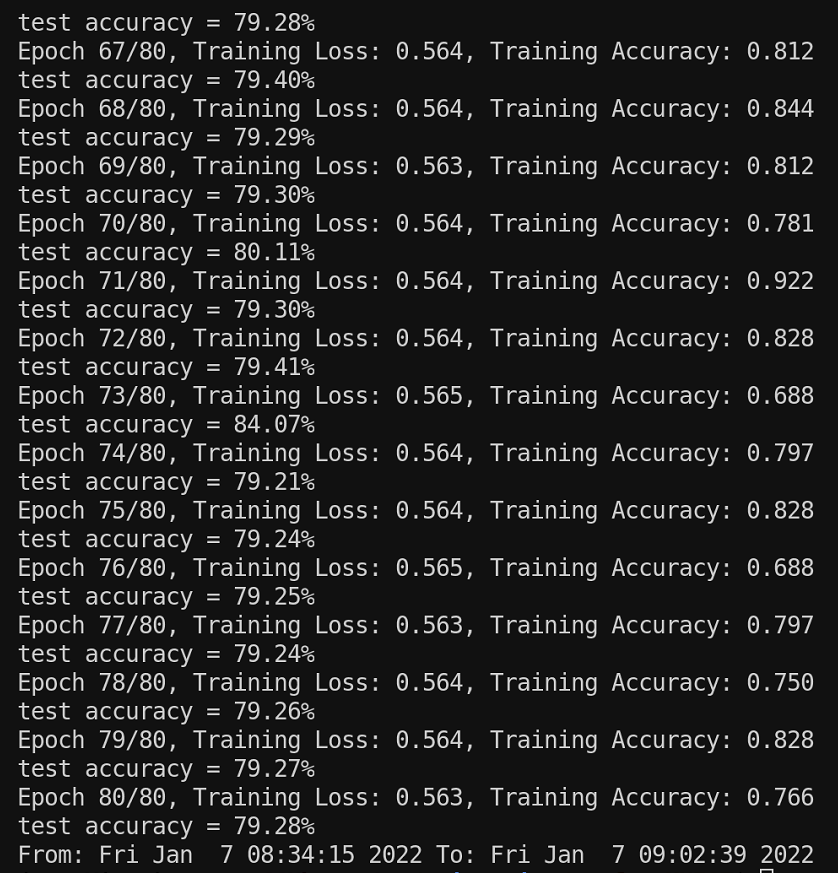 test accuracy = 79.28%
Epoch 67/80, Training Loss: 0.564, Training Accuracy: 0.812
test accuracy = 79.40%
Epoch 68/80, Training Loss: 0.564, Training Accuracy: 0.844
test accuracy = 79.29%
Epoch 69/80, Training Loss: 0.563, Training Accuracy: 0.812
test accuracy = 79.30%
Epoch 70/80, Training Loss: 0.564, Training Accuracy: 0.781
test accuracy = 80.11%
Epoch 71/80, Training Loss: 0.564, Training Accuracy: 0.922
test accuracy = 79.30%
Epoch 72/80, Training Loss: 0.564, Training Accuracy: 0.828
test accuracy = 79.41%
Epoch 73/80, Training Loss: 0.565, Training Accuracy: 0.688
test accuracy = 84.07%
Epoch 74/80, Training Loss: 0.564, Training Accuracy: 0.797
test accuracy = 79.21%
Epoch 75/80, Training Loss: 0.564, Training Accuracy: 0.828
test accuracy = 79.24%
Epoch 76/80, Training Loss: 0.565, Training Accuracy: 0.688
test accuracy = 79.25%
Epoch 77/80, Training Loss: 0.563, Training Accuracy: 0.797
test accuracy = 79.24%
Epoch 78/80, Training Loss: 0.564, Training Accuracy: 0.750
test accuracy = 79.26%
Epoch 79/80, Training Loss: 0.564, Training Accuracy: 0.828
test accuracy = 79.27%
Epoch 80/80, Training Loss: 0.563, Training Accuracy: 0.766
test accuracy = 79.28%
From: Fri Jan  7 08:34:15 2022 To: Fri Jan  7 09:02:39 2022